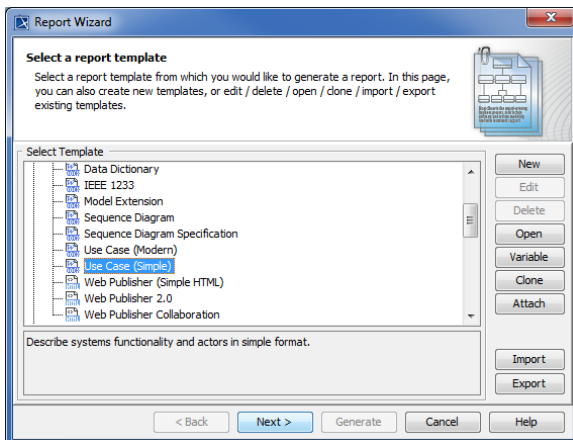 Report Wizard
Select a report template
Select a report template from which you would like to generate a report. In this page,
you can also create new templates, or edit / delete / open / clone / import / export
existing templates.
Select Template
Data Dictionary
IEEE 1233
Model Extension
Sequence Diagram
Sequence Diagram Specification
Use Case (Modern)
Use Case (Simple)
Web Publisher (Simple HTML)
Web Publisher 2.0
Web Publisher Collaboration
New
Edit
Delete
Open
Variable
Clone
Attach
Describe systems functionality and actors in simple format.
Import
Export
< Back
Next >
Generate
Cancel
Help